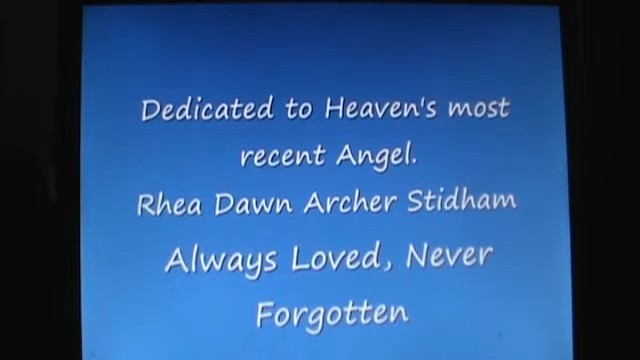 Dedicated to Heaven's most
recent Angel.
Rhea Dawn Archer Stidham
Always Loved, Never
Forgotten